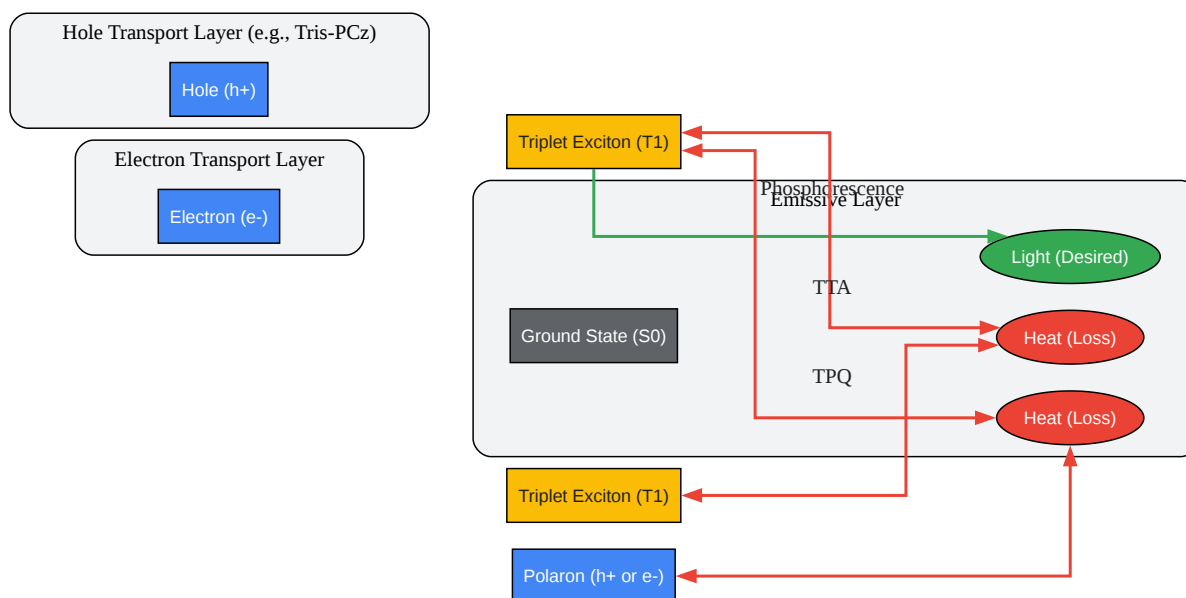 Hole Transport Layer (e.g., Tris-PCz)
Hole (h+)
Electron Transport Layer
Electron (e-)
Triplet Exciton (T1)
Phosphorescence
Emissive Layer
Light (Desired)
TTA
Ground State (S0)
Heat (Loss)
TPQ
Heat (Loss)
Triplet Exciton (T1)
Polaron (h+ or e-)